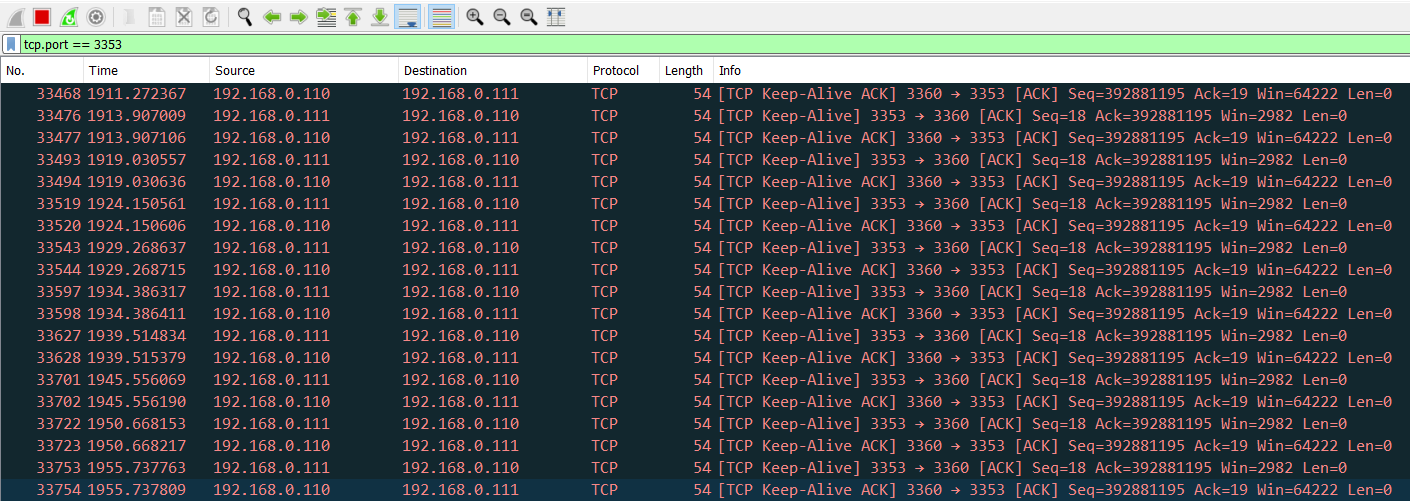 tcp.port == 3353
No. Time Source Destination Protocol Length Info
33468 1911.272367 192.168.0.110 192.168.0.111 TCP 54 [TCP Keep-Alive ACK] 3360 → 3353 [ACK] Seq=392881195 Ack=19 Win=64222 Len=0
33476 1913.907009 192.168.0.111 192.168.0.110 TCP 54 [TCP Keep-Alive] 3353 → 3360 [ACK] Seq=18 Ack=392881195 Win=2982 Len=0
33477 1913.907106 192.168.0.110 192.168.0.111 TCP 54 [TCP Keep-Alive ACK] 3360 → 3353 [ACK] Seq=392881195 Ack=19 Win=64222 Len=0
33493 1919.030557 192.168.0.111 192.168.0.110 TCP 54 [TCP Keep-Alive] 3353 → 3360 [ACK] Seq=18 Ack=392881195 Win=2982 Len=0
33494 1919.030636 192.168.0.110 192.168.0.111 TCP 54 [TCP Keep-Alive ACK] 3360 → 3353 [ACK] Seq=392881195 Ack=19 Win=64222 Len=0
33519 1924.150561 192.168.0.111 192.168.0.110 TCP 54 [TCP Keep-Alive] 3353 → 3360 [ACK] Seq=18 Ack=392881195 Win=2982 Len=0
33520 1924.150606 192.168.0.110 192.168.0.111 TCP 54 [TCP Keep-Alive ACK] 3360 → 3353 [ACK] Seq=392881195 Ack=19 Win=64222 Len=0
33543 1929.268637 192.168.0.111 192.168.0.110 TCP 54 [TCP Keep-Alive] 3353 → 3360 [ACK] Seq=18 Ack=392881195 Win=2982 Len=0
33544 1929.268715 192.168.0.110 192.168.0.111 TCP 54 [TCP Keep-Alive ACK] 3360 → 3353 [ACK] Seq=392881195 Ack=19 Win=64222 Len=0
33597 1934.386317 192.168.0.111 192.168.0.110 TCP 54 [TCP Keep-Alive] 3353 → 3360 [ACK] Seq=18 Ack=392881195 Win=2982 Len=0
33598 1934.386411 192.168.0.110 192.168.0.111 TCP 54 [TCP Keep-Alive ACK] 3360 → 3353 [ACK] Seq=392881195 Ack=19 Win=64222 Len=0
33627 1939.514834 192.168.0.111 192.168.0.110 TCP 54 [TCP Keep-Alive] 3353 → 3360 [ACK] Seq=18 Ack=392881195 Win=2982 Len=0
33628 1939.515379 192.168.0.110 192.168.0.111 TCP 54 [TCP Keep-Alive ACK] 3360 → 3353 [ACK] Seq=392881195 Ack=19 Win=64222 Len=0
33701 1945.556069 192.168.0.111 192.168.0.110 TCP 54 [TCP Keep-Alive] 3353 → 3360 [ACK] Seq=18 Ack=392881195 Win=2982 Len=0
33702 1945.556190 192.168.0.110 192.168.0.111 TCP 54 [TCP Keep-Alive ACK] 3360 → 3353 [ACK] Seq=392881195 Ack=19 Win=64222 Len=0
33722 1950.668153 192.168.0.111 192.168.0.110 TCP 54 [TCP Keep-Alive] 3353 → 3360 [ACK] Seq=18 Ack=392881195 Win=2982 Len=0
33723 1950.668217 192.168.0.110 192.168.0.111 TCP 54 [TCP Keep-Alive ACK] 3360 → 3353 [ACK] Seq=392881195 Ack=19 Win=64222 Len=0
33753 1955.737763 192.168.0.111 192.168.0.110 TCP 54 [TCP Keep-Alive] 3353 → 3360 [ACK] Seq=18 Ack=392881195 Win=2982 Len=0
33754 1955.737809 192.168.0.110 192.168.0.111 TCP 54 [TCP Keep-Alive ACK] 3360 → 3353 [ACK] Seq=392881195 Ack=19 Win=64222 Len=0